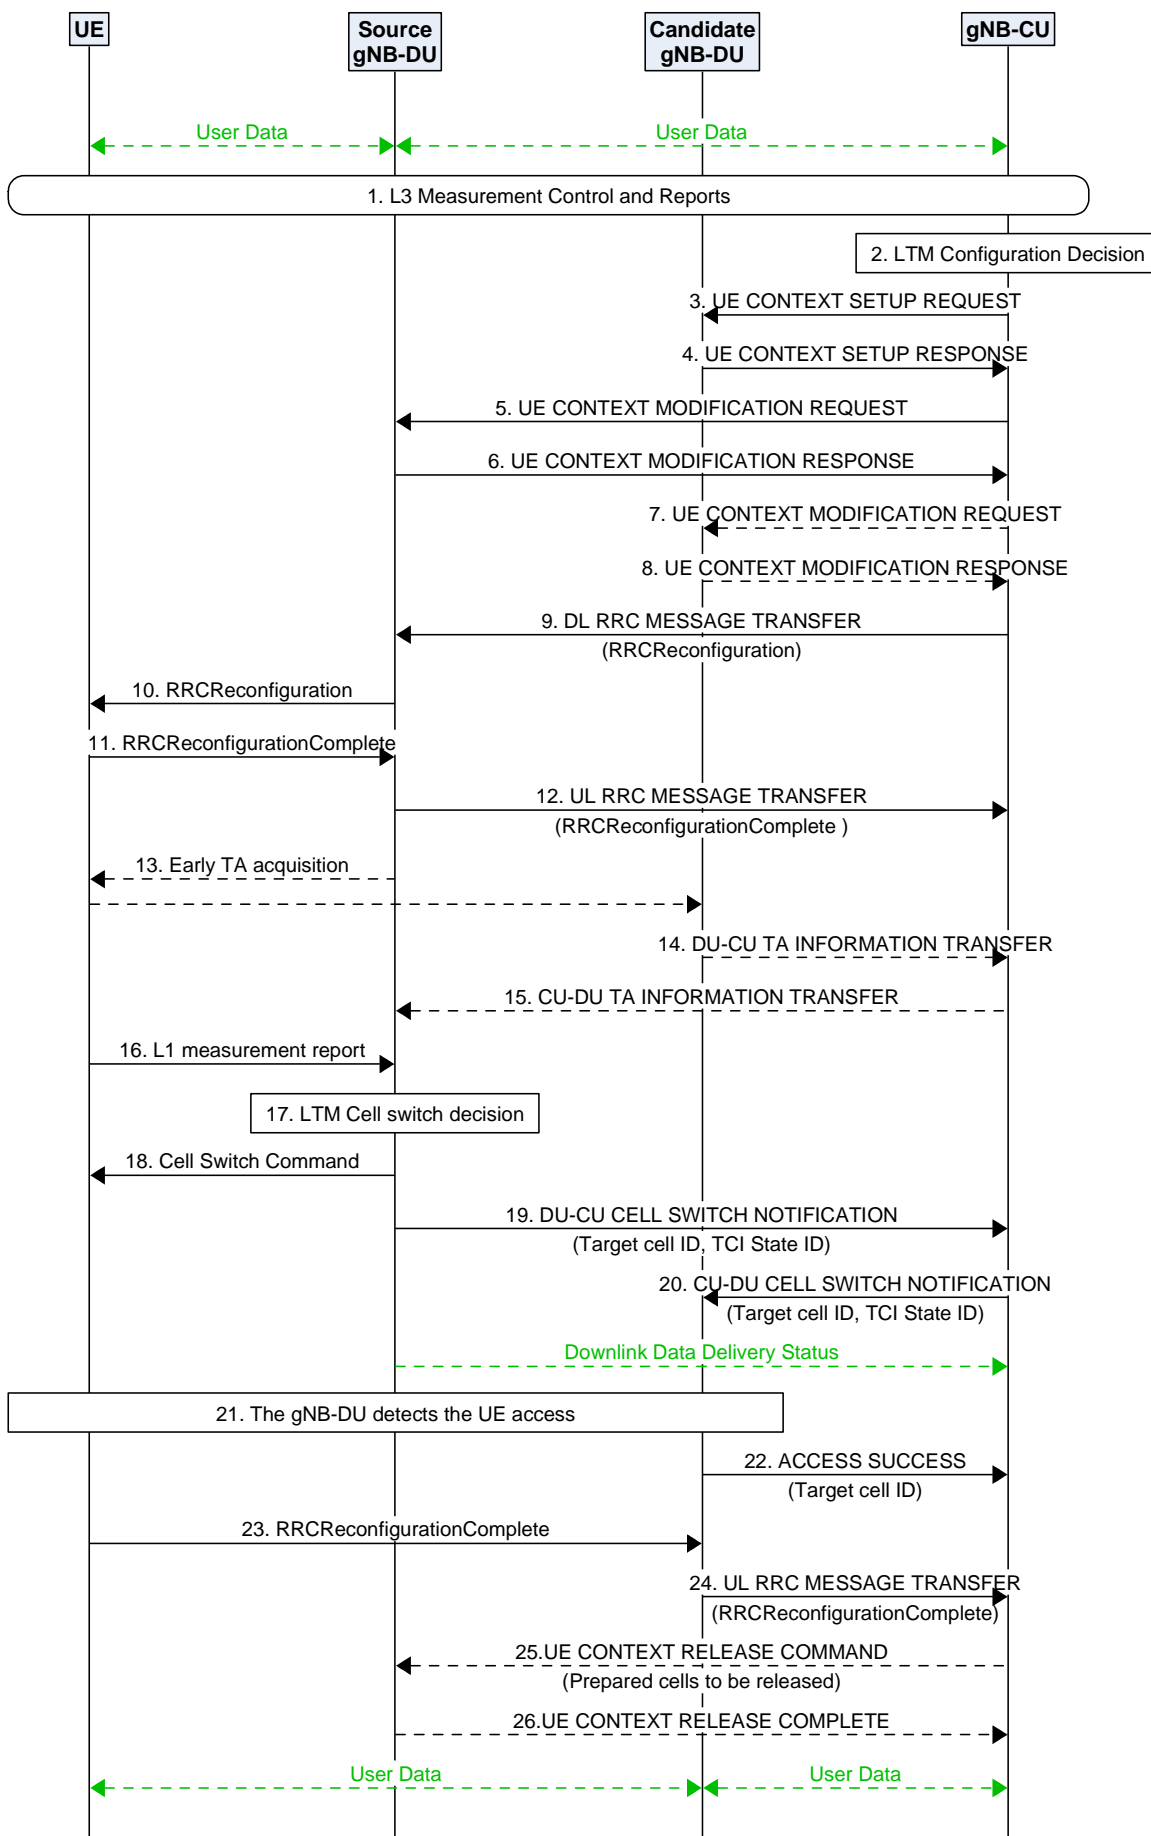 UE
Source
gNB-DU
Candidate
gNB-DU
gNB-CU
User Data
User Data
1. L3 Measurement Control and Reports
2. LTM Configuration Decision
3. UE CONTEXT SETUP REQUEST
4. UE CONTEXT SETUP RESPONSE
5. UE CONTEXT MODIFICATION REQUEST
6. UE CONTEXT MODIFICATION RESPONSE
7. UE CONTEXT MODIFICATION REQUEST
8. UE CONTEXT MODIFICATION RESPONSE
9. DL RRC MESSAGE TRANSFER
(RRCReconfiguration)
10. RRCReconfiguration
11. RRCReconfigurationComplete
12. UL RRC MESSAGE TRANSFER
(RRCReconfigurationComplete )
13. Early TA acquisition
14. DU-CU TA INFORMATION TRANSFER
15. CU-DU TA INFORMATION TRANSFER
16. L1 measurement report
17. LTM Cell switch decision
18. Cell Switch Command
19. DU-CU CELL SWITCH NOTIFICATION
(Target cell ID, TCI State ID)
20. CU-DU CELL SWITCH NOTIFICATION
(Target cell ID, TCI State ID)
Downlink Data Delivery Status
21. The gNB-DU detects the UE access
22. ACCESS SUCCESS
(Target cell ID)
23. RRCReconfigurationComplete
24. UL RRC MESSAGE TRANSFER
(RRCReconfigurationComplete)
25.UE CONTEXT RELEASE COMMAND
(Prepared cells to be released)
26.UE CONTEXT RELEASE COMPLETE
User Data
User Data